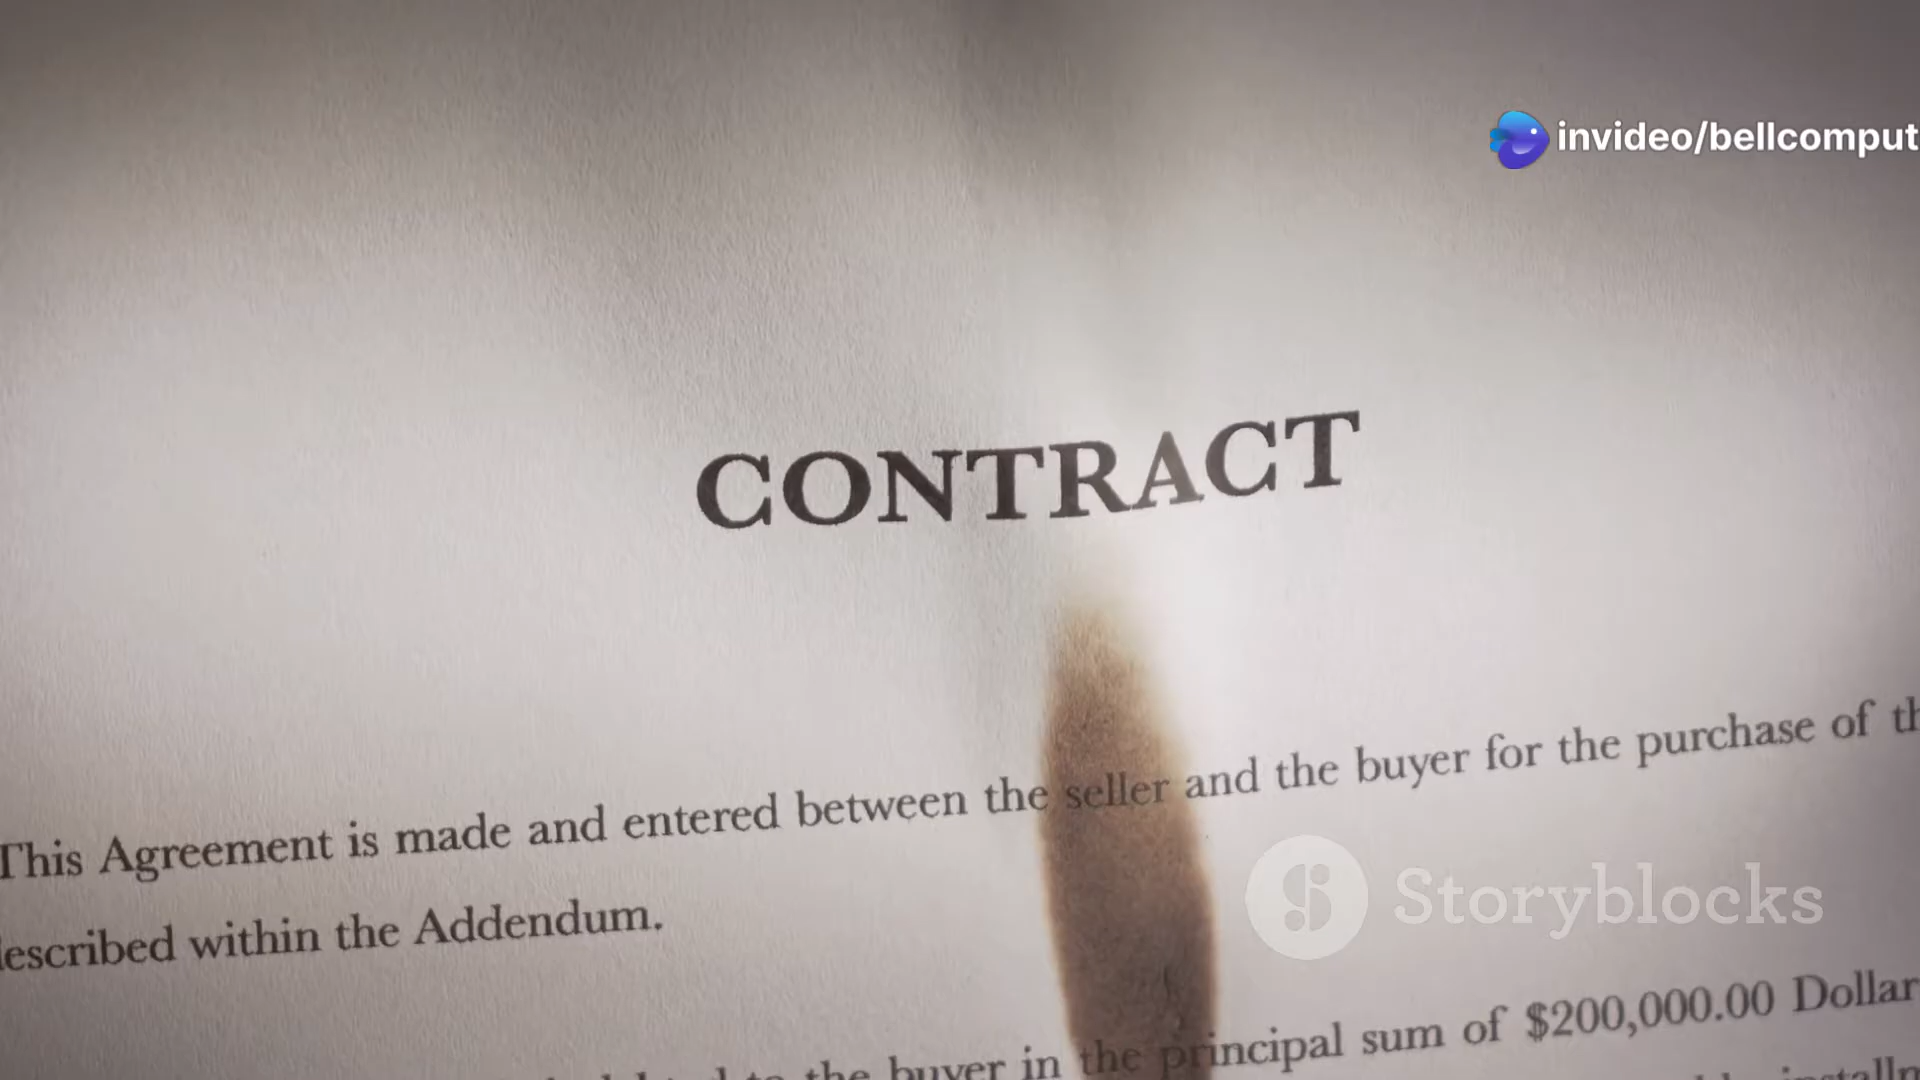 invideo/bellcomput
CONTRACT
This Agreement is made and entered between the seller and the buyer for the purchase of th
escribed within the Addendum.
Storyblocks
to the buyer in the principal sum of $200,000.00 Dollar